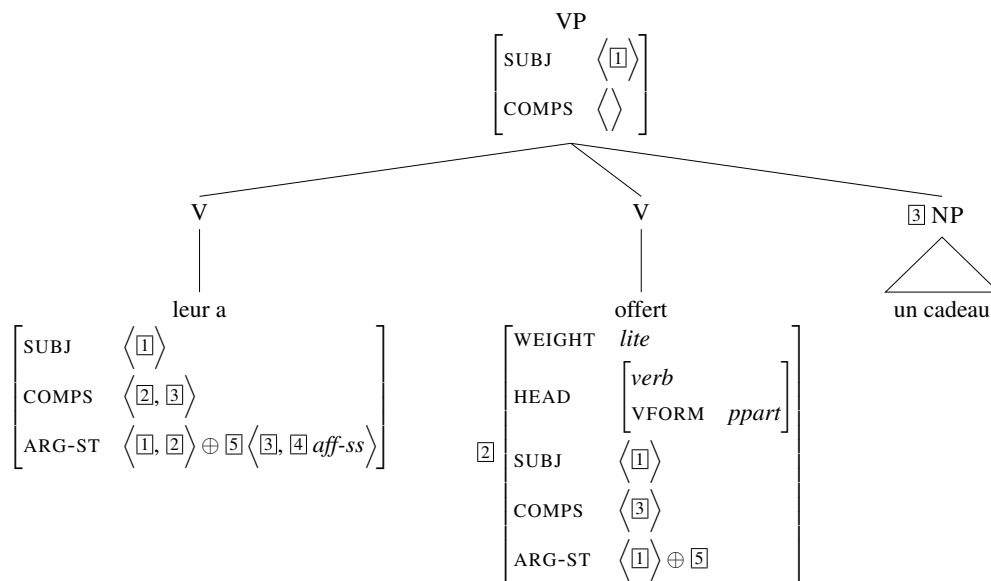 VP
SUBJ ⟨ 1 ⟩
COMPS ⟨ ⟩
V V 3 NP
leur a offert un cadeau
SUBJ ⟨ 1 ⟩
COMPS ⟨ 2 , 3 ⟩
ARG-ST ⟨ 1 , 2 ⟩ ⊕ 5 ⟨ 3 , 4 aff-ss ⟩
2
WEIGHT lite
HEAD verb
VFORM ppart
SUBJ ⟨ 1 ⟩
COMPS ⟨ 3 ⟩
ARG-ST ⟨ 1 ⟩ ⊕ 5